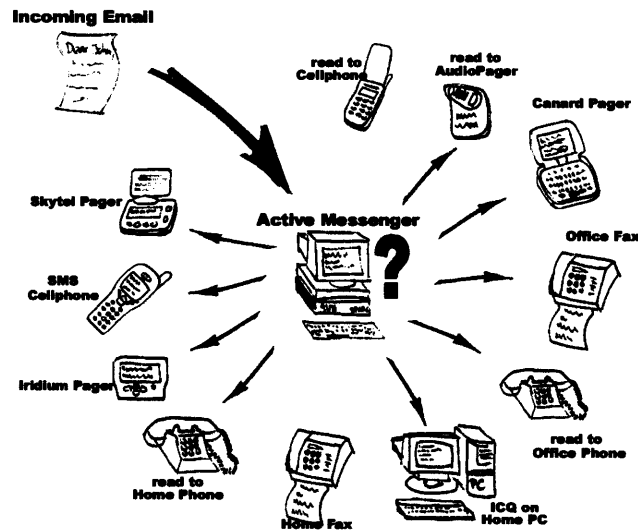 Incoming Email
Dear John
read to
Cellphone
read to
AudioPager
Canard Pager
Skytel Pager
Active Messenger
?
Office Fax
SMS
Cellphone
Iridium Pager
read to
Home Phone
Home Fax
PC
ICQ on
Home PC
read to
Office Phone